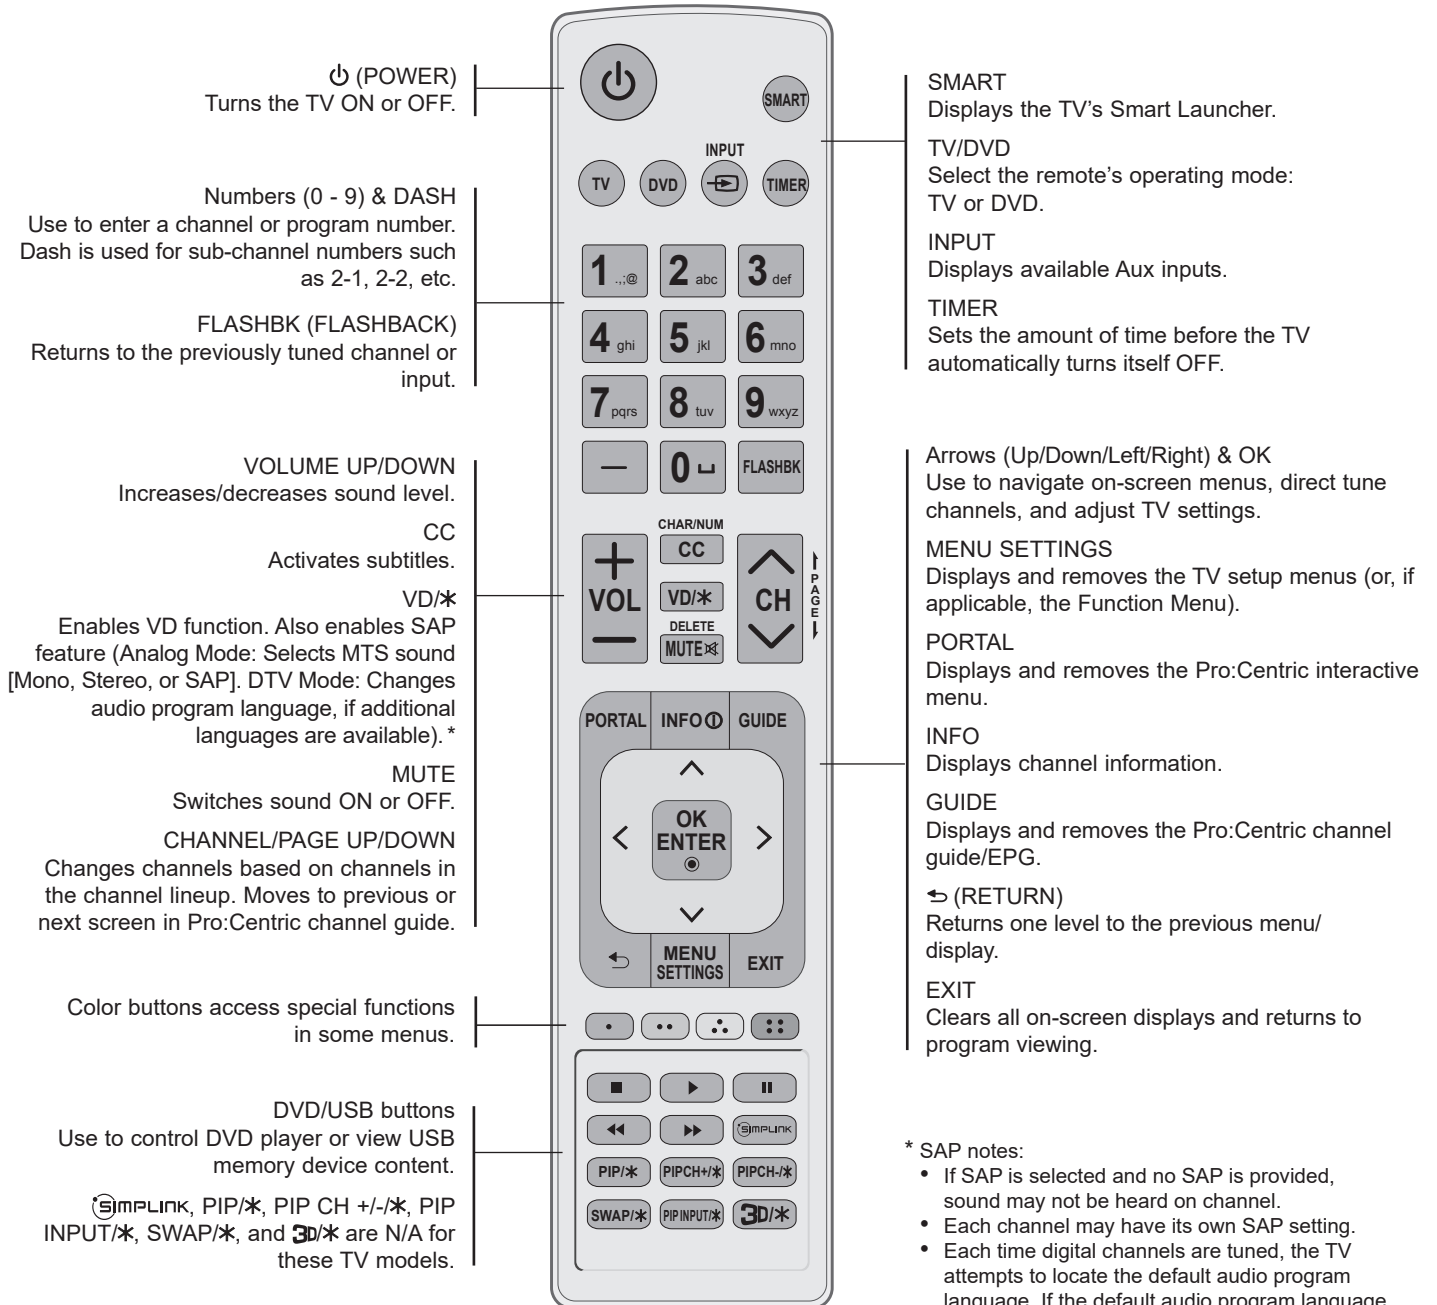 ⏻ (POWER)
Turns the TV ON or OFF.
Numbers (0 - 9) & DASH
Use to enter a channel or program number.
Dash is used for sub-channel numbers such
as 2-1, 2-2, etc.
FLASHBK (FLASHBACK)
Returns to the previously tuned channel or
input.
VOLUME UP/DOWN
Increases/decreases sound level.
CC
Activates subtitles.
VD/*
Enables VD function. Also enables SAP
feature (Analog Mode: Selects MTS sound
[Mono, Stereo, or SAP]. DTV Mode: Changes
audio program language, if additional
languages are available). *
MUTE
Switches sound ON or OFF.
CHANNEL/PAGE UP/DOWN
Changes channels based on channels in
the channel lineup. Moves to previous or
next screen in Pro:Centric channel guide.
Color buttons access special functions
in some menus.
DVD/USB buttons
Use to control DVD player or view USB
memory device content.
SIMPLINK, PIP/*, PIP CH +/-/*, PIP
INPUT/*, SWAP/*, and 3D/* are N/A for
these TV models.
SMART
INPUT
TV DVD TIMER
1 .,;@ 2 abc 3 def
4 ghi 5 jkl 6 mno
7 pqrs 8 tuv 9 wxyz
— 0 FLASHBK
CHAR/NUM
CC
VOL VD/* CH PAGE
DELETE
MUTE
PORTAL INFO GUIDE
OK
ENTER
MENU
SETTINGS EXIT
SIMPLINK
PIP/* PIPCH+/* PIPCH-/*
SWAP/* PIP INPUT/* 3D/*
SMART
Displays the TV's Smart Launcher.
TV/DVD
Select the remote's operating mode:
TV or DVD.
INPUT
Displays available Aux inputs.
TIMER
Sets the amount of time before the TV
automatically turns itself OFF.
Arrows (Up/Down/Left/Right) & OK
Use to navigate on-screen menus, direct tune
channels, and adjust TV settings.
MENU SETTINGS
Displays and removes the TV setup menus (or, if
applicable, the Function Menu).
PORTAL
Displays and removes the Pro:Centric interactive
menu.
INFO
Displays channel information.
GUIDE
Displays and removes the Pro:Centric channel
guide/EPG.
⮌ (RETURN)
Returns one level to the previous menu/
display.
EXIT
Clears all on-screen displays and returns to
program viewing.
* SAP notes:
• If SAP is selected and no SAP is provided,
sound may not be heard on channel.
• Each channel may have its own SAP setting.
• Each time digital channels are tuned, the TV
attempts to locate the default audio program
language. If the default audio program language